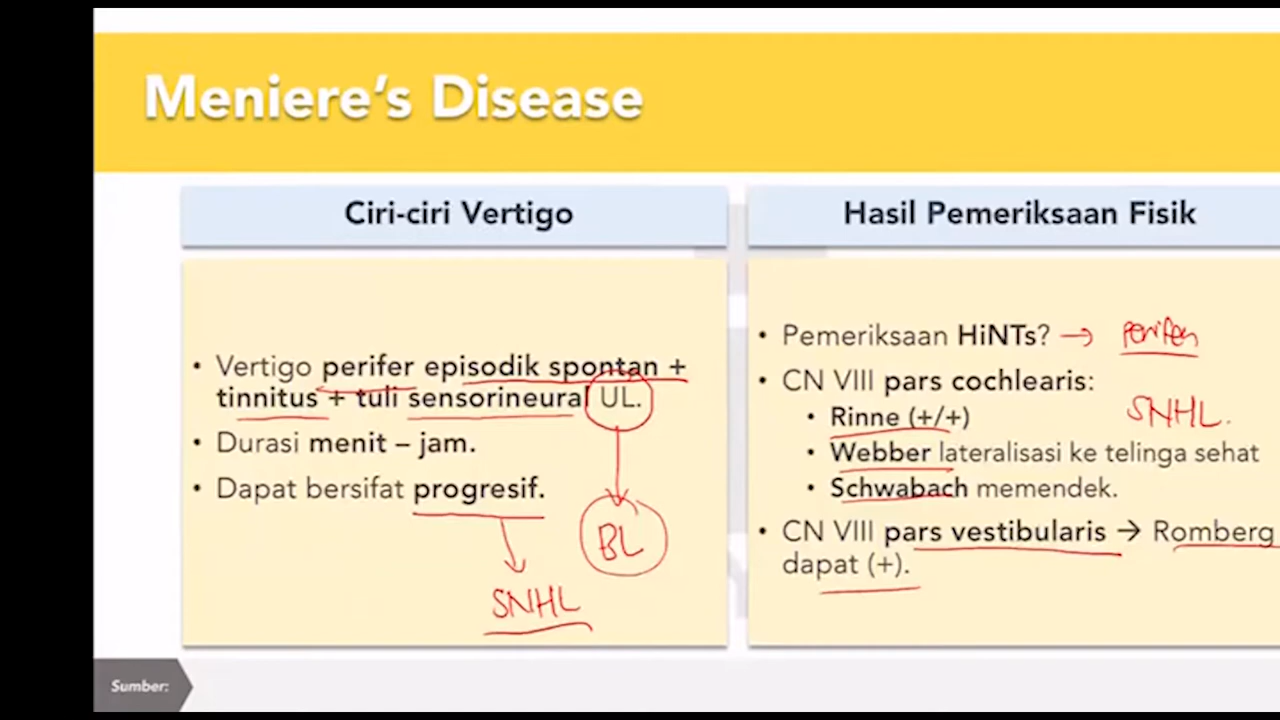 Meniere's Disease
Ciri-ciri Vertigo
• Vertigo perifer episodik spontan +
tinnitus + tuli sensorineural UL.
• Durasi menit – jam.
• Dapat bersifat progresif.
BL
SNHL
Hasil Pemeriksaan Fisik
• Pemeriksaan HiNTs? → perifer
• CN VIII pars cochlearis:
• Rinne (+/+)
SNHL.
• Webber lateralisasi ke telinga sehat
• Schwabach memendek.
• CN VIII pars vestibularis → Romberg
dapat (+).
Sumber: